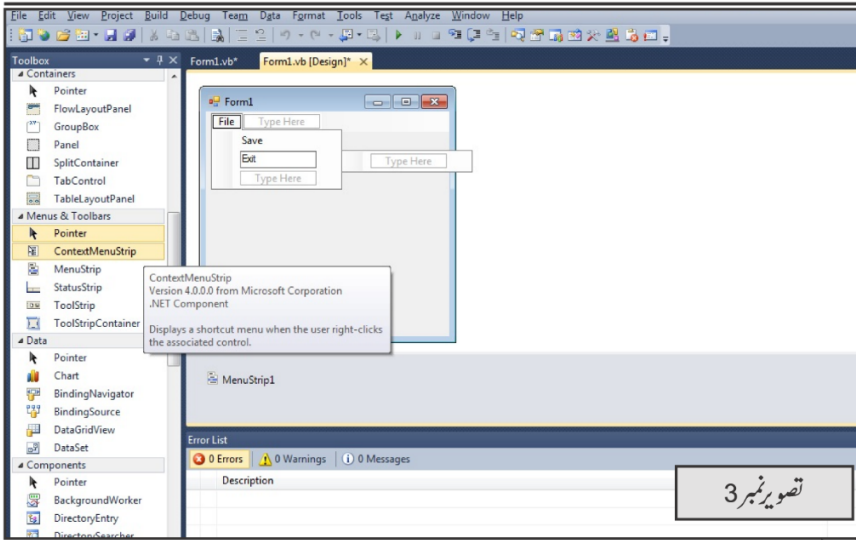 File Edit View Project Build Debug Team Data Format Tools Test Analyze Window Help
Toolbox
Form1.vb*
Form1.vb [Design]*
Containers
Pointer
FlowLayoutPanel
GroupBox
Panel
SplitContainer
TabControl
TableLayoutPanel
Menus & Toolbars
Pointer
ContextMenuStrip
MenuStrip
StatusStrip
ToolStrip
ToolStripContainer
Data
Pointer
Chart
BindingNavigator
BindingSource
DataGridView
DataSet
Components
Pointer
BackgroundWorker
DirectoryEntry
DirectorySearcher
Form1
File Type Here
Save
Exit Type Here
Type Here
ContextMenuStrip
Version 4.0.0.0 from Microsoft Corporation
.NET Component
Displays a shortcut menu when the user right-clicks
the associated control.
MenuStrip1
Error List
0 Errors 0 Warnings 0 Messages
Description
تصویر نمبر 3